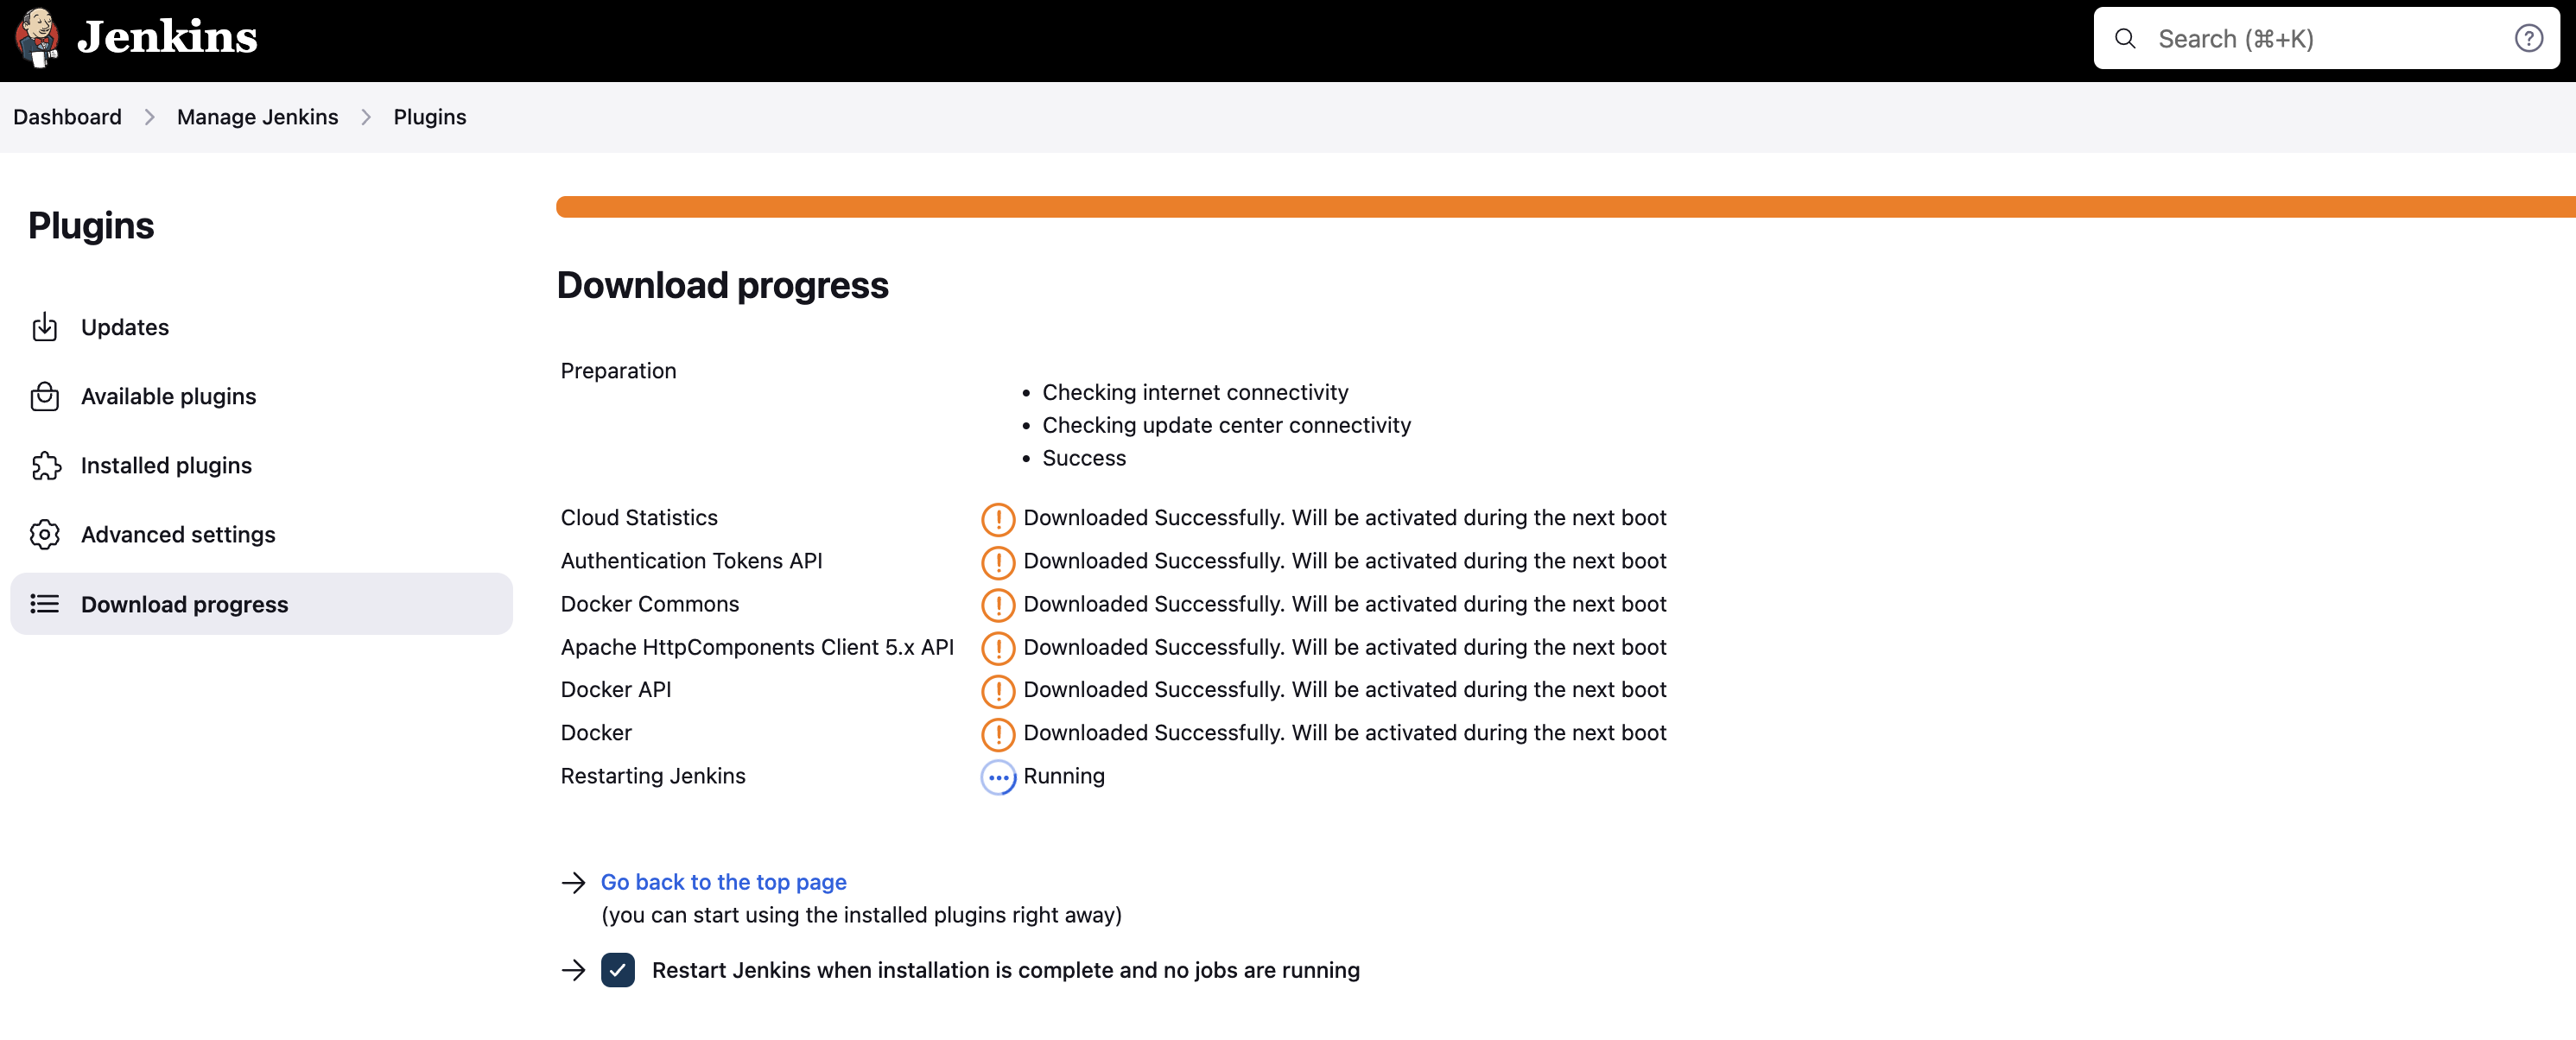 Jenkins
Search (⌘+K)
Dashboard > Manage Jenkins > Plugins
Plugins
Updates
Available plugins
Installed plugins
Advanced settings
Download progress
Download progress
Preparation
• Checking internet connectivity
• Checking update center connectivity
• Success
Cloud Statistics Downloaded Successfully. Will be activated during the next boot
Authentication Tokens API Downloaded Successfully. Will be activated during the next boot
Docker Commons Downloaded Successfully. Will be activated during the next boot
Apache HttpComponents Client 5.x API Downloaded Successfully. Will be activated during the next boot
Docker API Downloaded Successfully. Will be activated during the next boot
Docker Downloaded Successfully. Will be activated during the next boot
Restarting Jenkins Running
→ Go back to the top page
(you can start using the installed plugins right away)
→ Restart Jenkins when installation is complete and no jobs are running